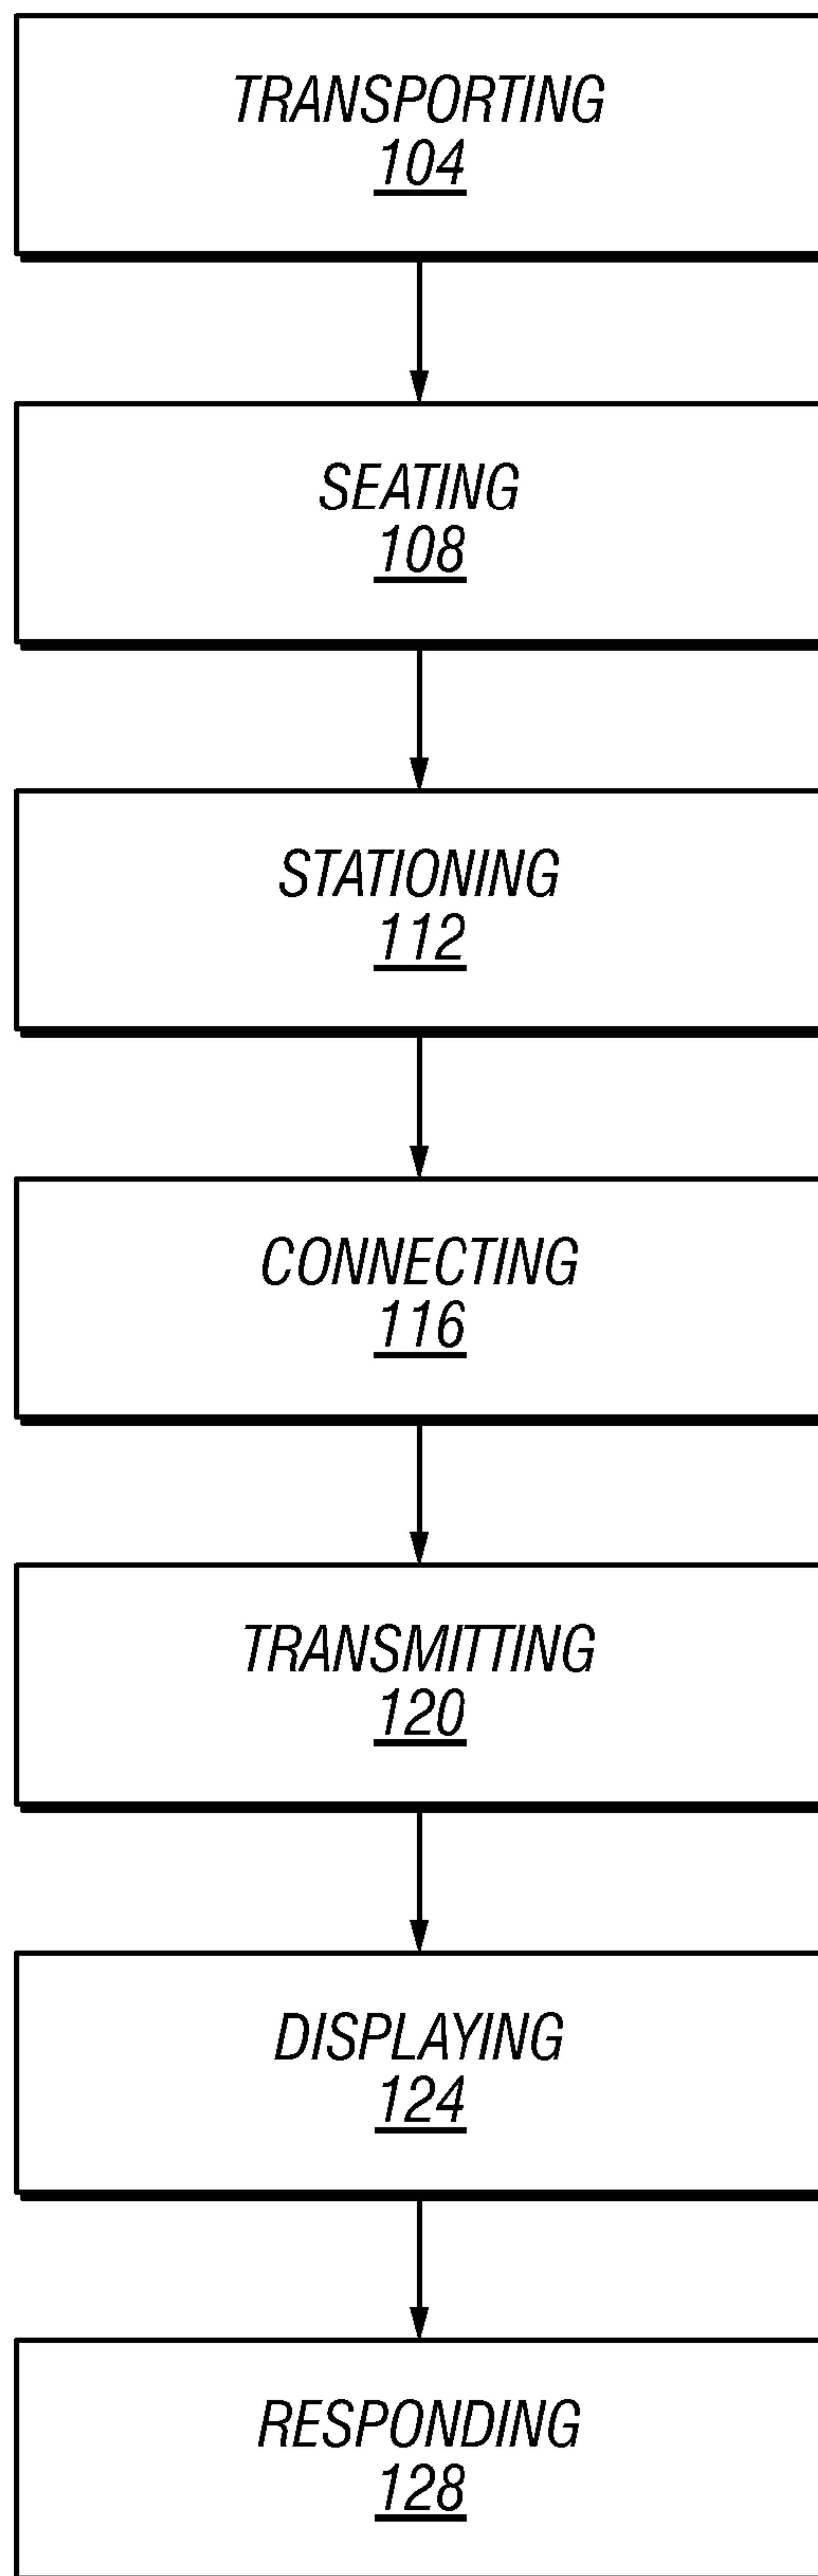 TRANSPORTING
104
SEATING
108
STATIONING
112
CONNECTING
116
TRANSMITTING
120
DISPLAYING
124
RESPONDING
128